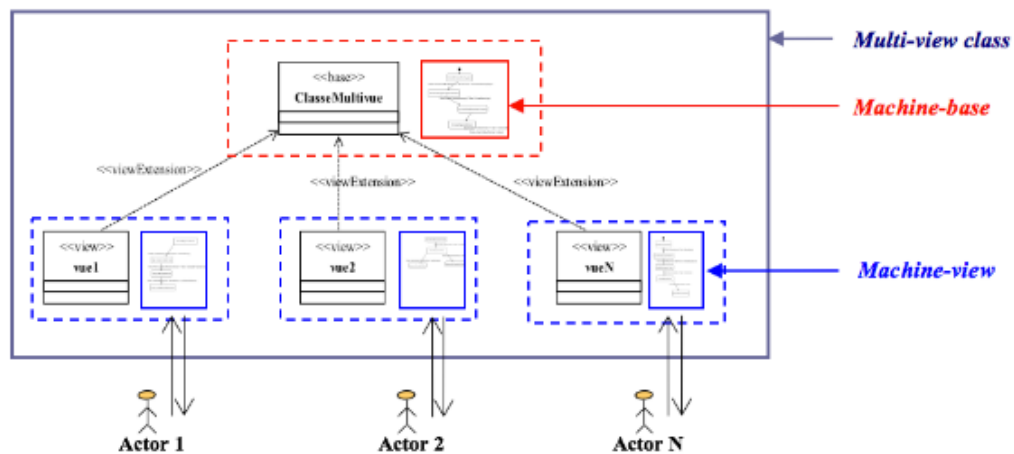 Multi-view class
<<base>>
ClasseMultivue
Machine-base
<<viewExtension>>
<<viewExtension>>
<<viewExtension>>
<<view>>
vue1
<<view>>
vue2
<<view>>
vueN
Machine-view
Actor 1
Actor 2
Actor N